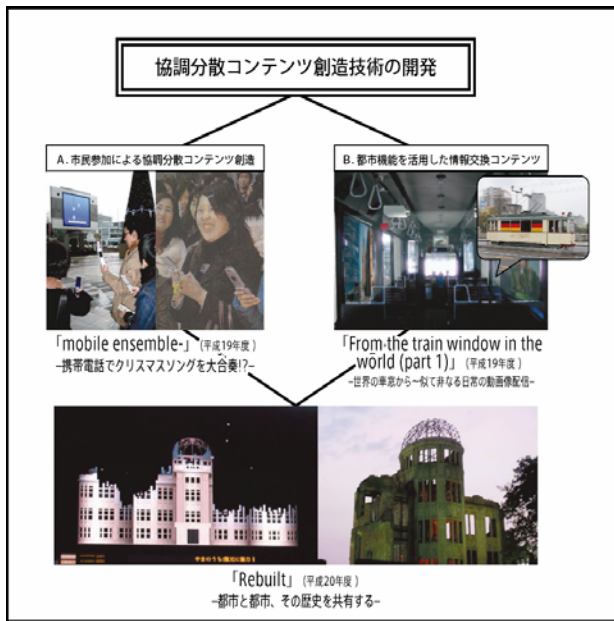 協調分散コンテンツ創造技術の開発
A.市民参加による協調分散コンテンツ創造
B.都市機能を活用した情報交換コンテンツ
「mobile ensemble-」(平成19年度)
–携帯電話でクリスマスソングを大合奏!?–
「From the train window in the
world (part 1)」(平成19年度)
–世界の車窓から〜似て非なる日常の動画像配信–
「Rebuilt」(平成20年度)
–都市と都市、その歴史を共有する–